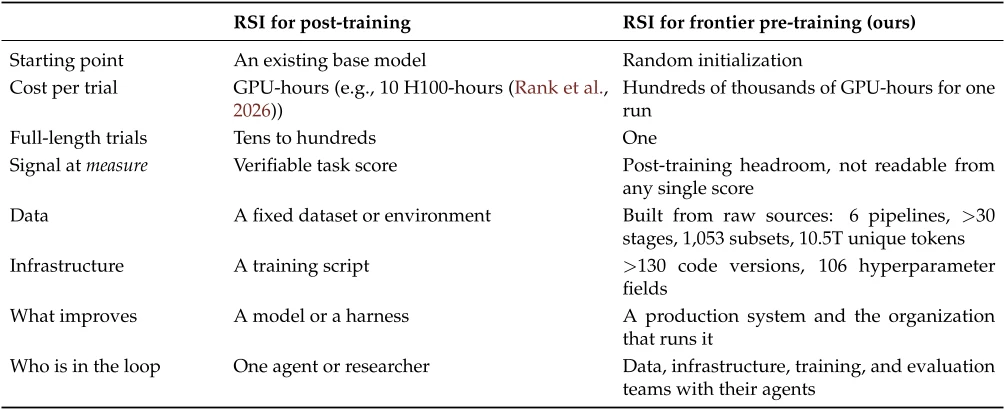 RSI for post-training RSI for frontier pre-training (ours)
Starting point An existing base model Random initialization
Cost per trial GPU-hours (e.g., 10 H100-hours (Rank et al., Hundreds of thousands of GPU-hours for one
2026)) run
Full-length trials Tens to hundreds One
Signal at measure Verifiable task score Post-training headroom, not readable from
any single score
Data A fixed dataset or environment Built from raw sources: 6 pipelines, >30
stages, 1,053 subsets, 10.5T unique tokens
Infrastructure A training script >130 code versions, 106 hyperparameter
fields
What improves A model or a harness A production system and the organization
that runs it
Who is in the loop One agent or researcher Data, infrastructure, training, and evaluation
teams with their agents